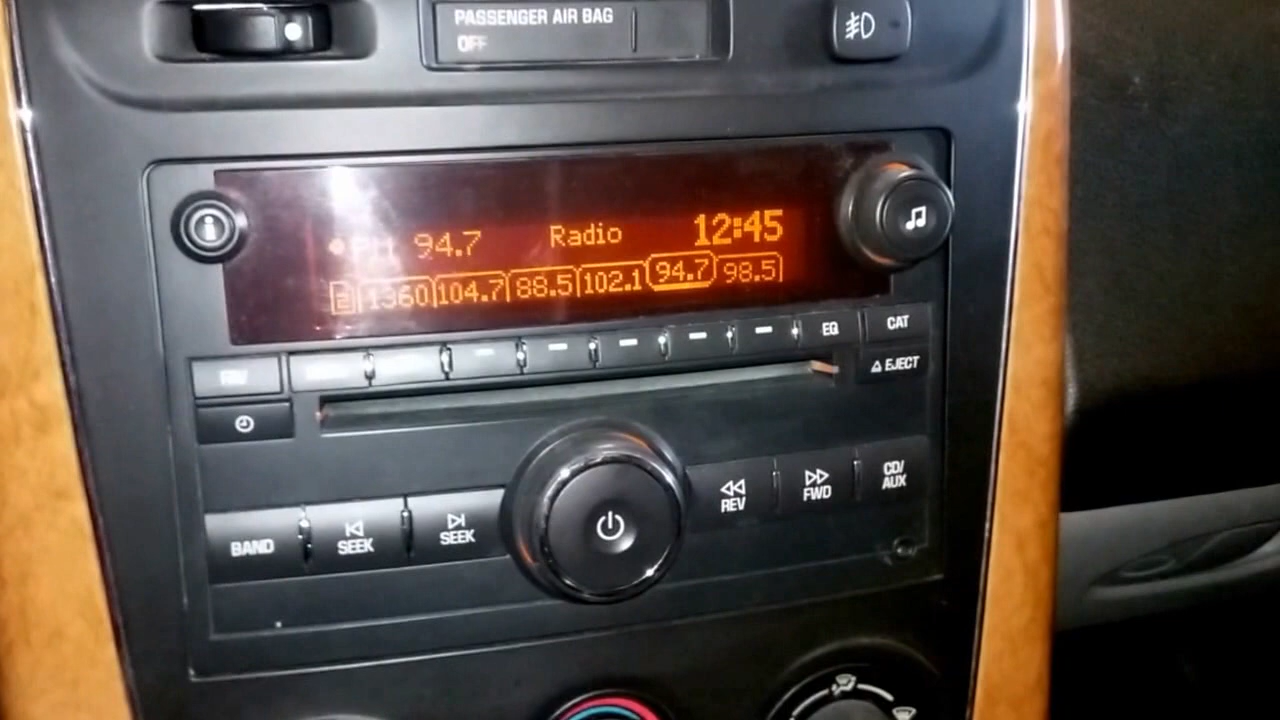 PASSENGER AIR BAG
OFF
94.7 Radio 12:45
2 1360 104.7 88.5 102.1 94.7 98.5
EQ CAT
FAV
EJECT
REV FWD CD/
AUX
BAND SEEK SEEK